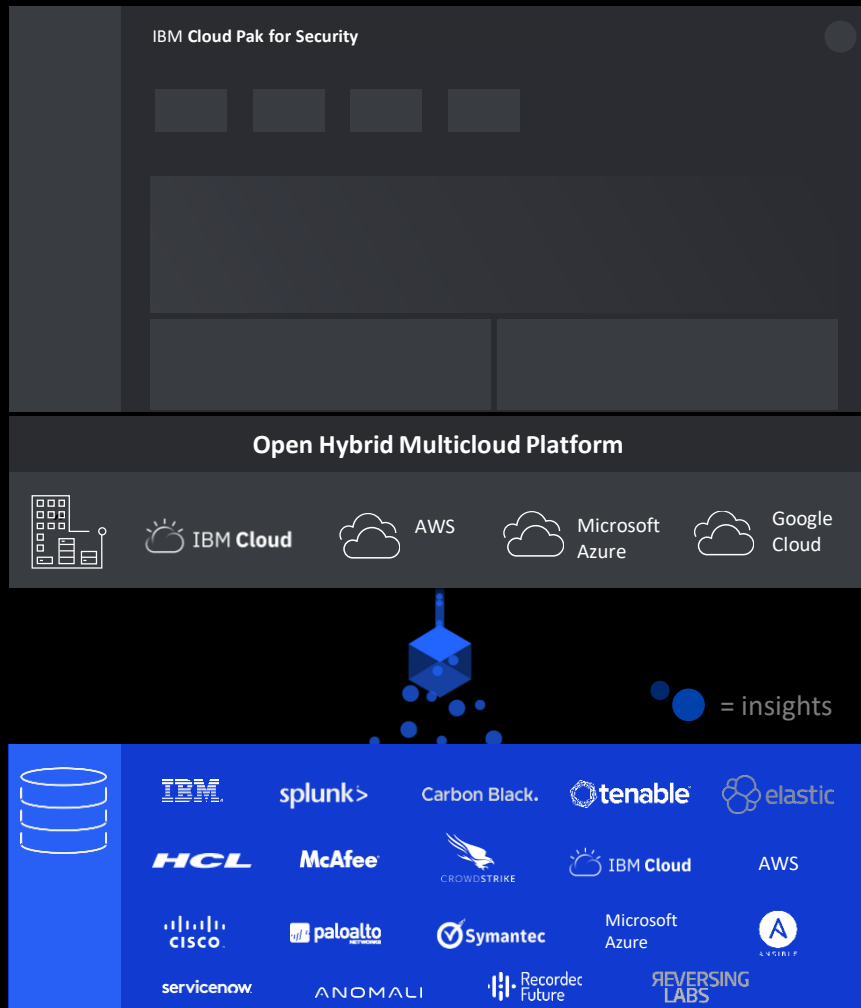 IBM Cloud Pak for Security
Open Hybrid Multicloud Platform
IBM Cloud
AWS
Microsoft
Azure
Google
Cloud
= insights
IBM.
splunk>
Carbon Black.
tenable
elastic
HCL
McAfee
CROWDSTRIKE
IBM Cloud
AWS
CISCO
paloalto
NETWORKS
Symantec
Microsoft
Azure
A
ANSIBLE
servicenow
ANOMALI
Recorded
Future
REVERSING
LABS